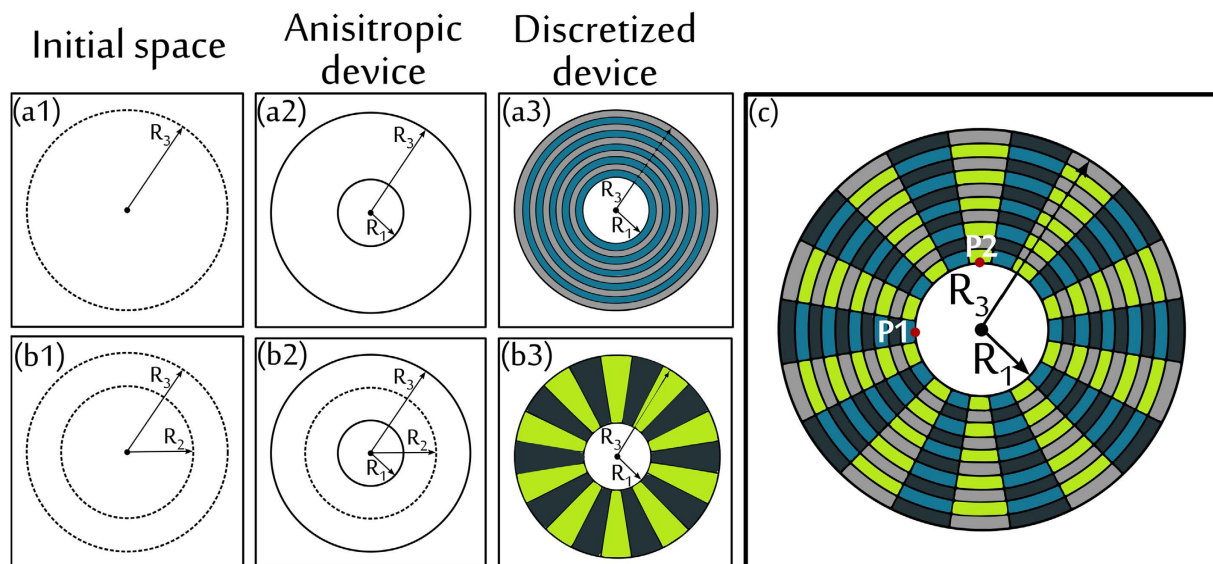 Initial space
Anisitropic
device
Discretized
device
(a1)
R3
(a2)
R3
R1
(a3)
R3
R1
(b1)
R3
R2
(b2)
R3
R2
R1
(b3)
R3
R1
(c)
P2
R3
P1
R1